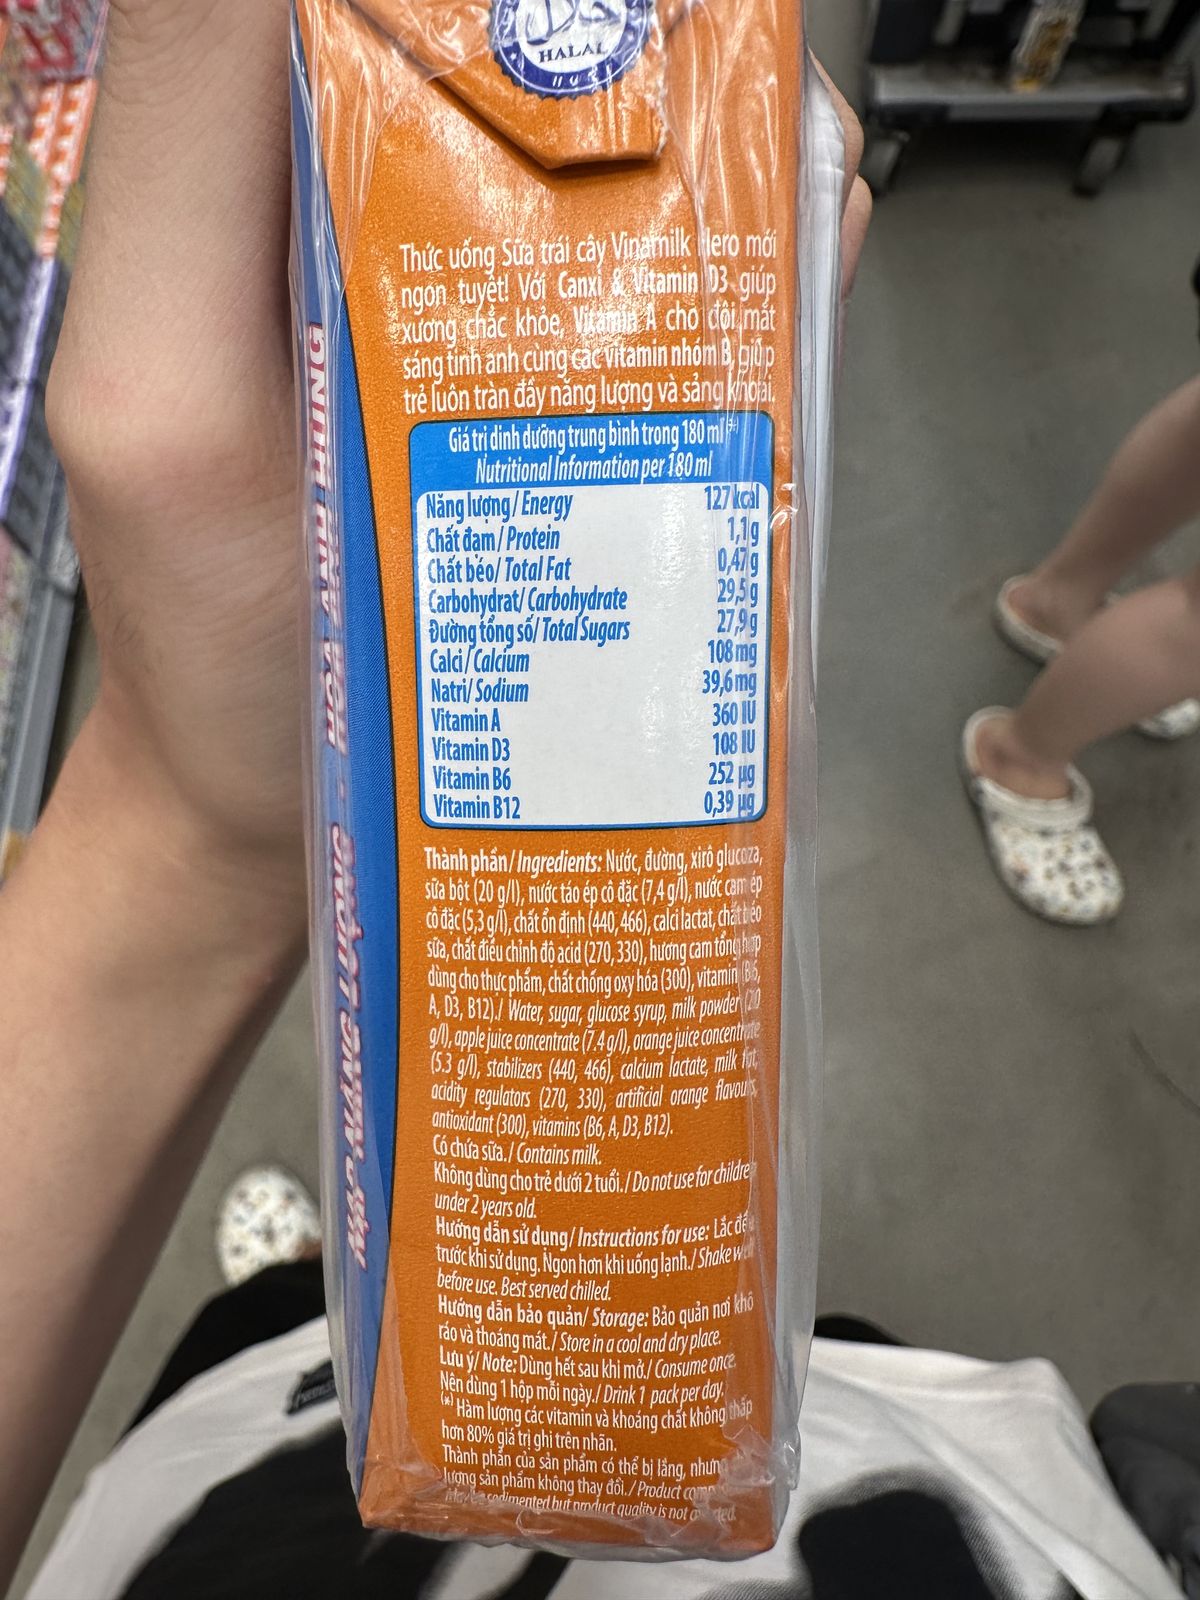 HALAL
Thức uống Sữa trái cây Vinamilk Hero mới
ngon tuyệt! Với Canxi & Vitamin D3 giúp
xương chắc khỏe, Vitamin A cho đôi mắt
sáng tinh anh cùng các vitamin nhóm B, giúp
trẻ luôn tràn đầy năng lượng và sảng khoái.
Giá trị dinh dưỡng trung bình trong 180 ml (*)
Nutritional Information per 180 ml
Năng lượng/ Energy 127 kcal
Chất đạm/ Protein 1,1 g
Chất béo/ Total Fat 0,47 g
Carbohydrat/ Carbohydrate 29,5 g
Đường tổng số/ Total Sugars 27,9 g
Calci/ Calcium 108 mg
Natri/ Sodium 39,6 mg
Vitamin A 360 IU
Vitamin D3 108 IU
Vitamin B6 252 µg
Vitamin B12 0,39 µg
Thành phần/ Ingredients: Nước, đường, xirô glucoza,
sữa bột (20 g/l), nước táo ép cô đặc (7,4 g/l), nước cam ép
cô đặc (5,3 g/l), chất ổn định (440, 466), calci lactat, chất béo
sữa, chất điều chỉnh độ acid (270, 330), hương cam tổng hợp
dùng cho thực phẩm, chất chống oxy hóa (300), vitamin (B6,
A, D3, B12)./ Water, sugar, glucose syrup, milk powder (20
g/l), apple juice concentrate (7.4 g/l), orange juice concentrate
(5.3 g/l), stabilizers (440, 466), calcium lactate, milk fat,
acidity regulators (270, 330), artificial orange flavours,
antioxidant (300), vitamins (B6, A, D3, B12).
Có chứa sữa./ Contains milk.
Không dùng cho trẻ dưới 2 tuổi./ Do not use for children
under 2 years old.
Hướng dẫn sử dụng/ Instructions for use: Lắc đều
trước khi sử dụng. Ngon hơn khi uống lạnh./ Shake well
before use. Best served chilled.
Hướng dẫn bảo quản/ Storage: Bảo quản nơi khô
ráo và thoáng mát./ Store in a cool and dry place.
Lưu ý/ Note: Dùng hết sau khi mở./ Consume once.
Nên dùng 1 hộp mỗi ngày./ Drink 1 pack per day.
(*) Hàm lượng các vitamin và khoáng chất không thấp
hơn 80% giá trị ghi trên nhãn.
Thành phần của sản phẩm có thể bị lắng, nhưng
lượng sản phẩm không thay đổi./ Product
sedimented but product quality is not
NẠP NĂNG LƯỢNG - HÓA ANH HÙNG